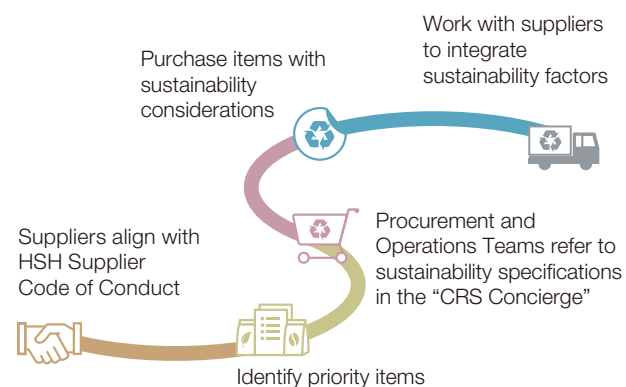 Work with suppliers
to integrate
sustainability factors
Purchase items with
sustainability
considerations
Procurement and
Operations Teams refer to
sustainability specifications
in the “CRS Concierge”
Suppliers align with
HSH Supplier
Code of Conduct
Identify priority items